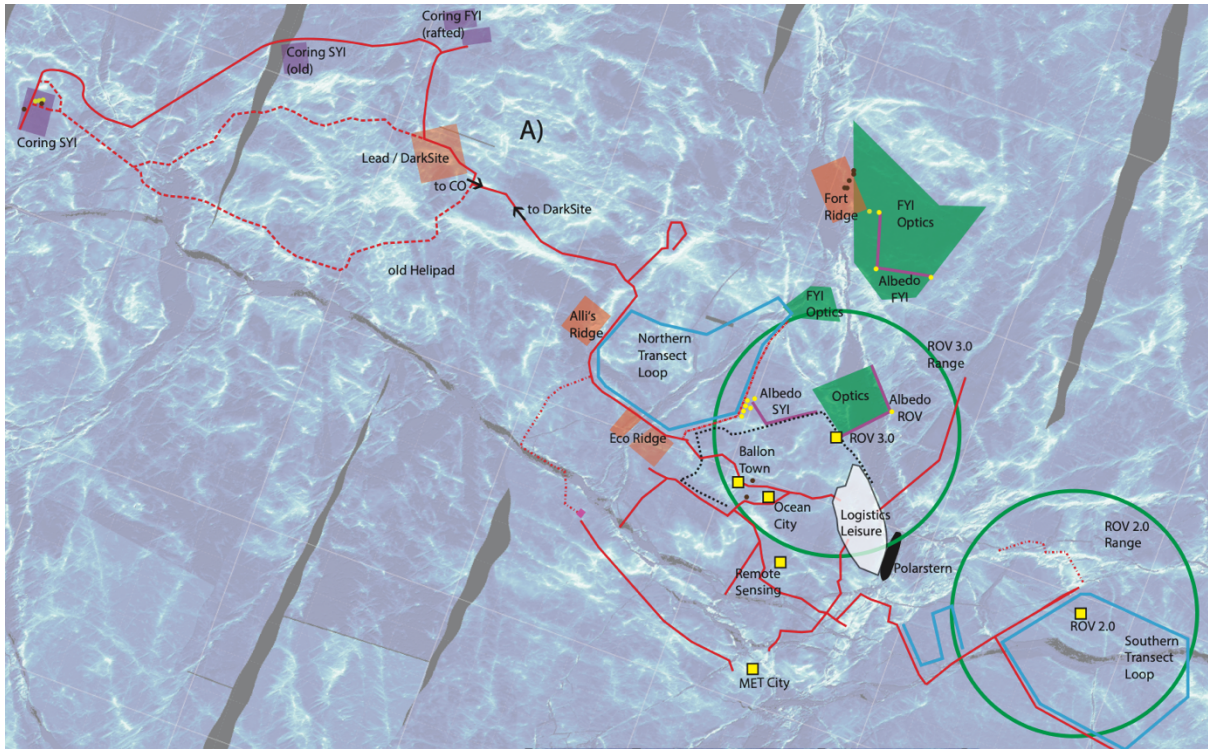 Coring FYI
(rafted)
Coring SYI
(old)
Coring SYI
A)
Lead / DarkSite
to CO
to DarkSite
old Helipad
Fort
Ridge
FYI
Optics
Albedo
FYI
FYI
Optics
Alli's
Ridge
Northern
Transect
Loop
ROV 3.0
Range
Albedo
SYI
Optics
Albedo
ROV
Eco Ridge
ROV 3.0
Ballon
Town
Ocean
City
Logistics
Leisure
ROV 2.0
Range
Remote
Sensing
Polarstern
ROV 2.0
Southern
Transect
Loop
MET City